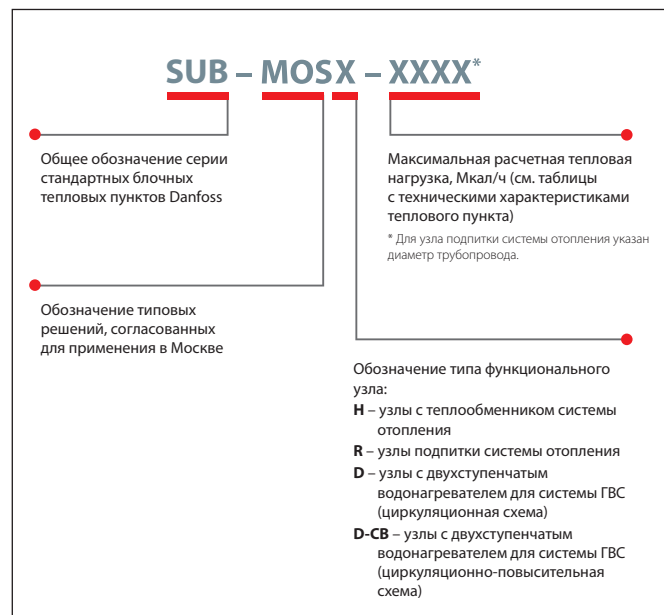 SUB – MOSX – XXXX*
Общее обозначение серии
стандартных блочных
тепловых пунктов Danfoss
Максимальная расчетная тепловая
нагрузка, Мкал/ч (см. таблицы
с техническими характеристиками
теплового пункта)
* Для узла подпитки системы отопления указан
диаметр трубопровода.
Обозначение типовых
решений, согласованных
для применения в Москве
Обозначение типа функционального
узла:
H – узлы с теплообменником системы
отопления
R – узлы подпитки системы отопления
D – узлы с двухступенчатым
водонагревателем для системы ГВС
(циркуляционная схема)
D-CB – узлы с двухступенчатым
водонагревателем для системы ГВС
(циркуляционно-повысительная
схема)